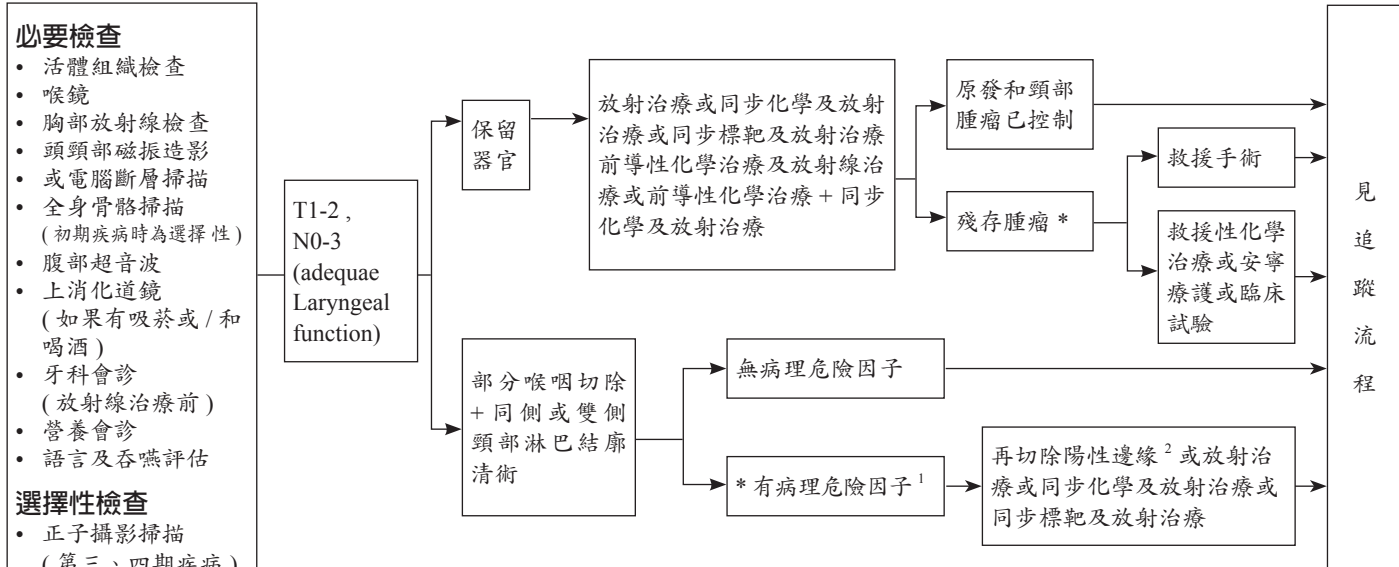 必要檢查
• 活體組織檢查
• 喉鏡
• 胸部放射線檢查
• 頭頸部磁振造影
• 或電腦斷層掃描
• 全身骨骼掃描
( 初期疾病時為選擇性 )
• 腹部超音波
• 上消化道鏡
( 如果有吸菸或 / 和
喝酒 )
• 牙科會診
( 放射線治療前 )
• 營養會診
• 語言及吞嚥評估
選擇性檢查
• 正子攝影掃描
( 第三、四期疾病 )
T1-2 ,
N0-3
(adequae
Laryngeal
function)
保留
器官
放射治療或同步化學及放射
治療或同步標靶及放射治療
前導性化學治療及放射線治
療或前導性化學治療 + 同步
化學及放射治療
原發和頸部
腫瘤已控制
殘存腫瘤 *
救援手術
救援性化學
治療或安寧
療護或臨床
試驗
部分喉咽切除
+ 同側或雙側
頸部淋巴結廓
清術
無病理危險因子
* 有病理危險因子 1
再切除陽性邊緣 2 或放射治
療或同步化學及放射治療或
同步標靶及放射治療
見
追
蹤
流
程